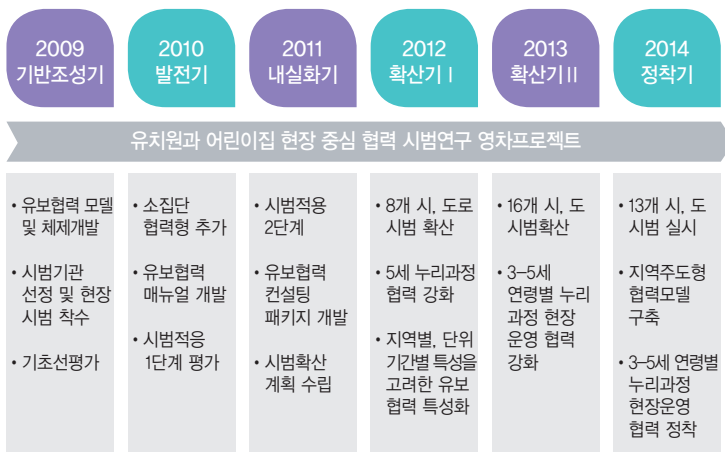 2009
기반조성기
2010
발전기
2011
내실화기
2012
확산기 I
2013
확산기 II
2014
정착기
유치원과 어린이집 현장 중심 협력 시범연구 영차프로젝트
• 유보협력 모델
및 체제개발
• 시범기관
선정 및 현장
시범 착수
• 기초선평가
• 소집단
협력형 추가
• 유보협력
매뉴얼 개발
• 시범적응
1단계 평가
• 시범적용
2단계
• 유보협력
컨설팅
패키지 개발
• 시범확산
계획 수립
• 8개 시, 도로
시범 확산
• 5세 누리과정
협력 강화
• 지역별, 단위
기간별 특성을
고려한 유보
협력 특성화
• 16개 시, 도
시범확산
• 3–5세
연령별 누리
과정 현장
운영 협력
강화
• 13개 시, 도
시범 실시
• 지역주도형
협력모델
구축
• 3–5세 연령별
누리과정
현장운영
협력 정착